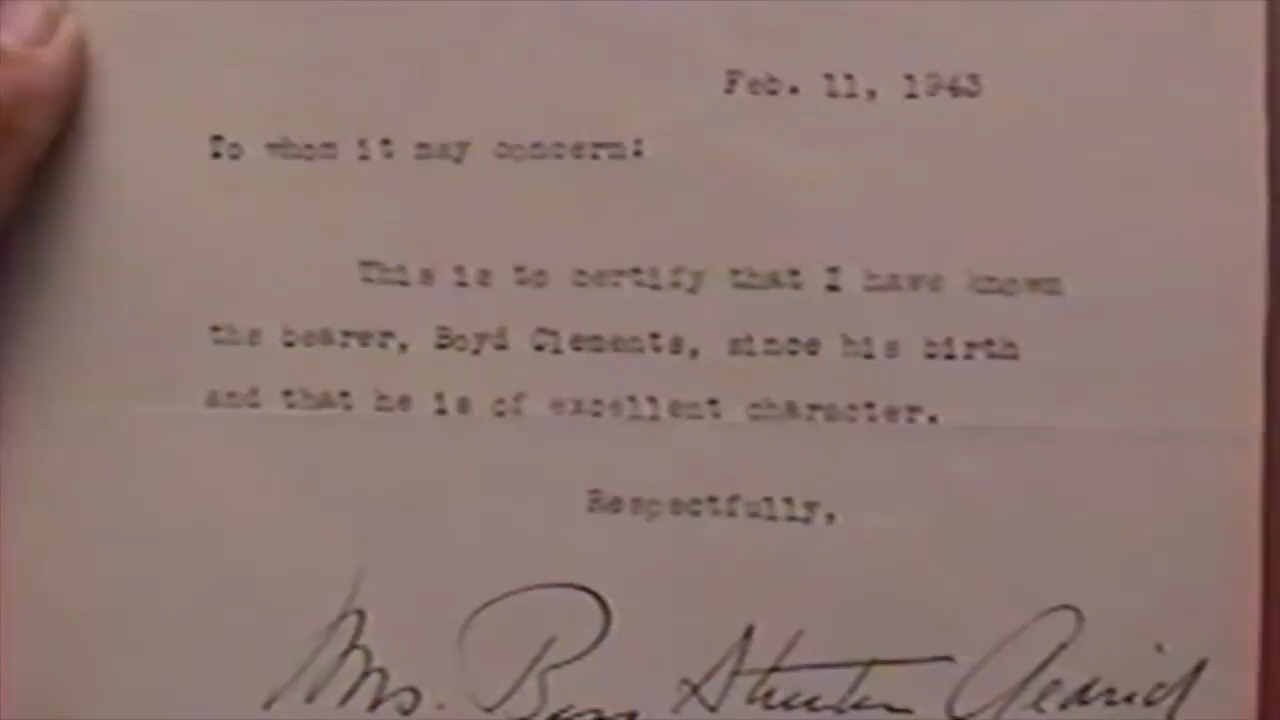 Feb. 11, 1943
To whom it may concern:
This is to certify that I have known
the bearer, Boyd Clements, since his birth
and that he is of excellent character.
Respectfully,
Mrs.